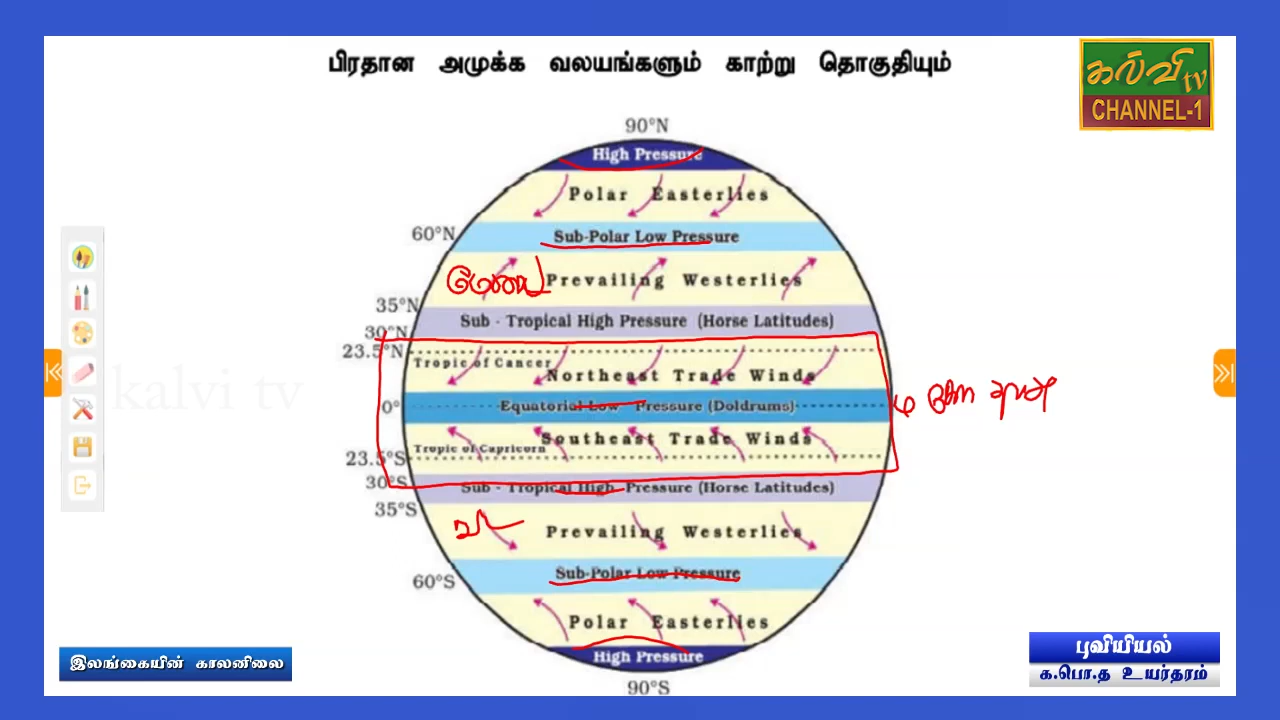 பிரதான அமுக்க வலயங்களும் காற்று தொகுதியும்
கல்வி tv
CHANNEL-1
90°N
High Pressure
Polar Easterlies
60°N
Sub-Polar Low Pressure
Prevailing Westerlies
35°N
Sub - Tropical High Pressure (Horse Latitudes)
30°N
23.5°N
Tropic of Cancer
Northeast Trade Winds
kalvi tv
0°
Equatorial Low Pressure (Doldrums)
Southeast Trade Winds
Tropic of Capricorn
23.5°S
30°S
Sub - Tropical High Pressure (Horse Latitudes)
35°S
Prevailing Westerlies
60°S
Sub-Polar Low Pressure
Polar Easterlies
High Pressure
90°S
இலங்கையின் காலனிலை
புவியியல்
க.பொ.த உயர்தரம்